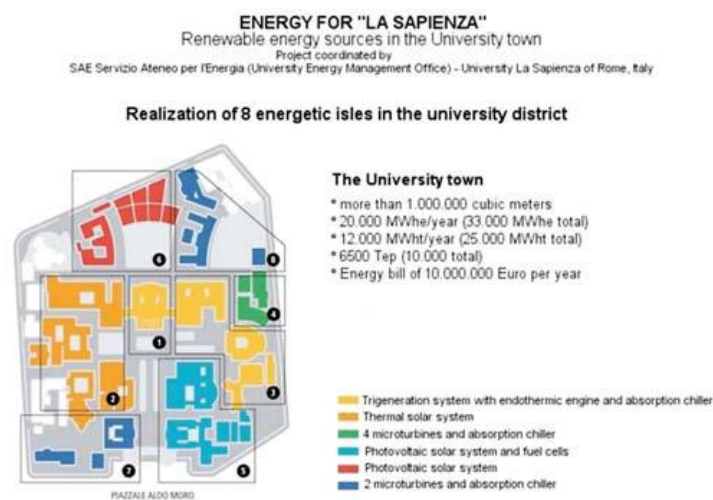 ENERGY FOR "LA SAPIENZA"
Renewable energy sources in the University town
Project coordinated by
SAE Servizio Ateneo per l'Energia (University Energy Management Office) - University La Sapienza of Rome, Italy
Realization of 8 energetic isles in the university district
The University town
* more than 1.000.000 cubic meters
* 20.000 MWhe/year (33.000 MWhe total)
* 12.000 MWht/year (25.000 MWht total)
* 6500 Tep (10.000 total)
* Energy bill of 10.000.000 Euro per year
6
8
4
1
3
2
7
5
PIAZZALE ALDO MORO
Trigeneration system with endothermic engine and absorption chiller
Thermal solar system
4 microturbines and absorption chiller
Photovoltaic solar system and fuel cells
Photovoltaic solar system
2 microturbines and absorption chiller